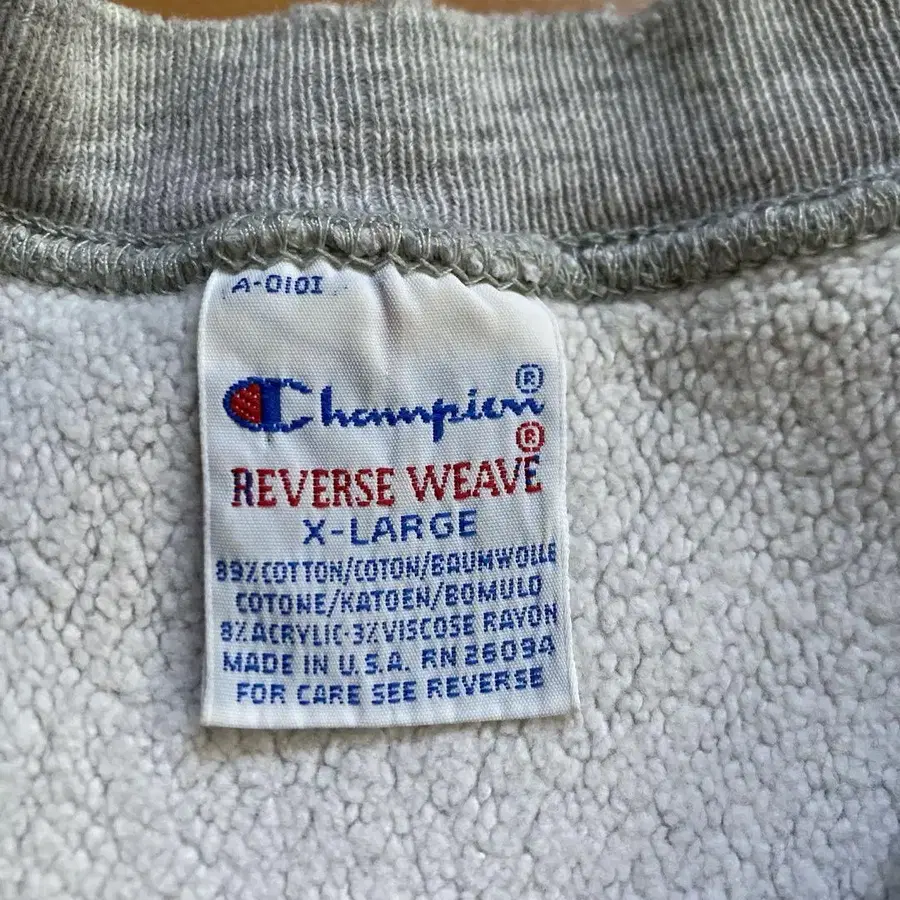 A-0101
Champion®
REVERSE WEAVE®
X-LARGE
89%COTTON/COTON/BAUMWOLLE
COTONE/KATOEN/BOMULD
8%ACRYLIC-3%VISCOSE RAYON
MADE IN U.S.A. RN 26094
FOR CARE SEE REVERSE